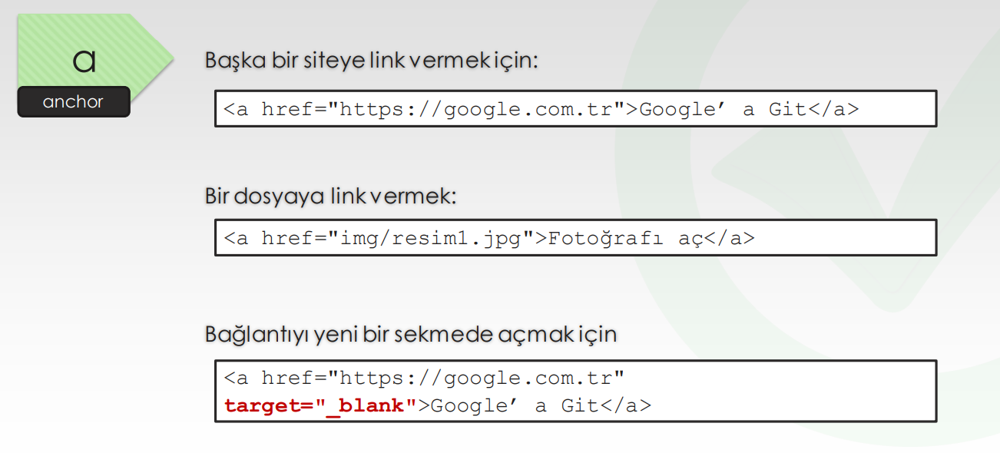 a
anchor
Başka bir siteye link vermek için:
<a href="https://google.com.tr">Google’ a Git</a>
Bir dosyaya link vermek:
<a href="img/resim1.jpg">Fotoğrafı aç</a>
Bağlantıyı yeni bir sekmede açmak için
<a href="https://google.com.tr"
target="_blank">Google’ a Git</a>